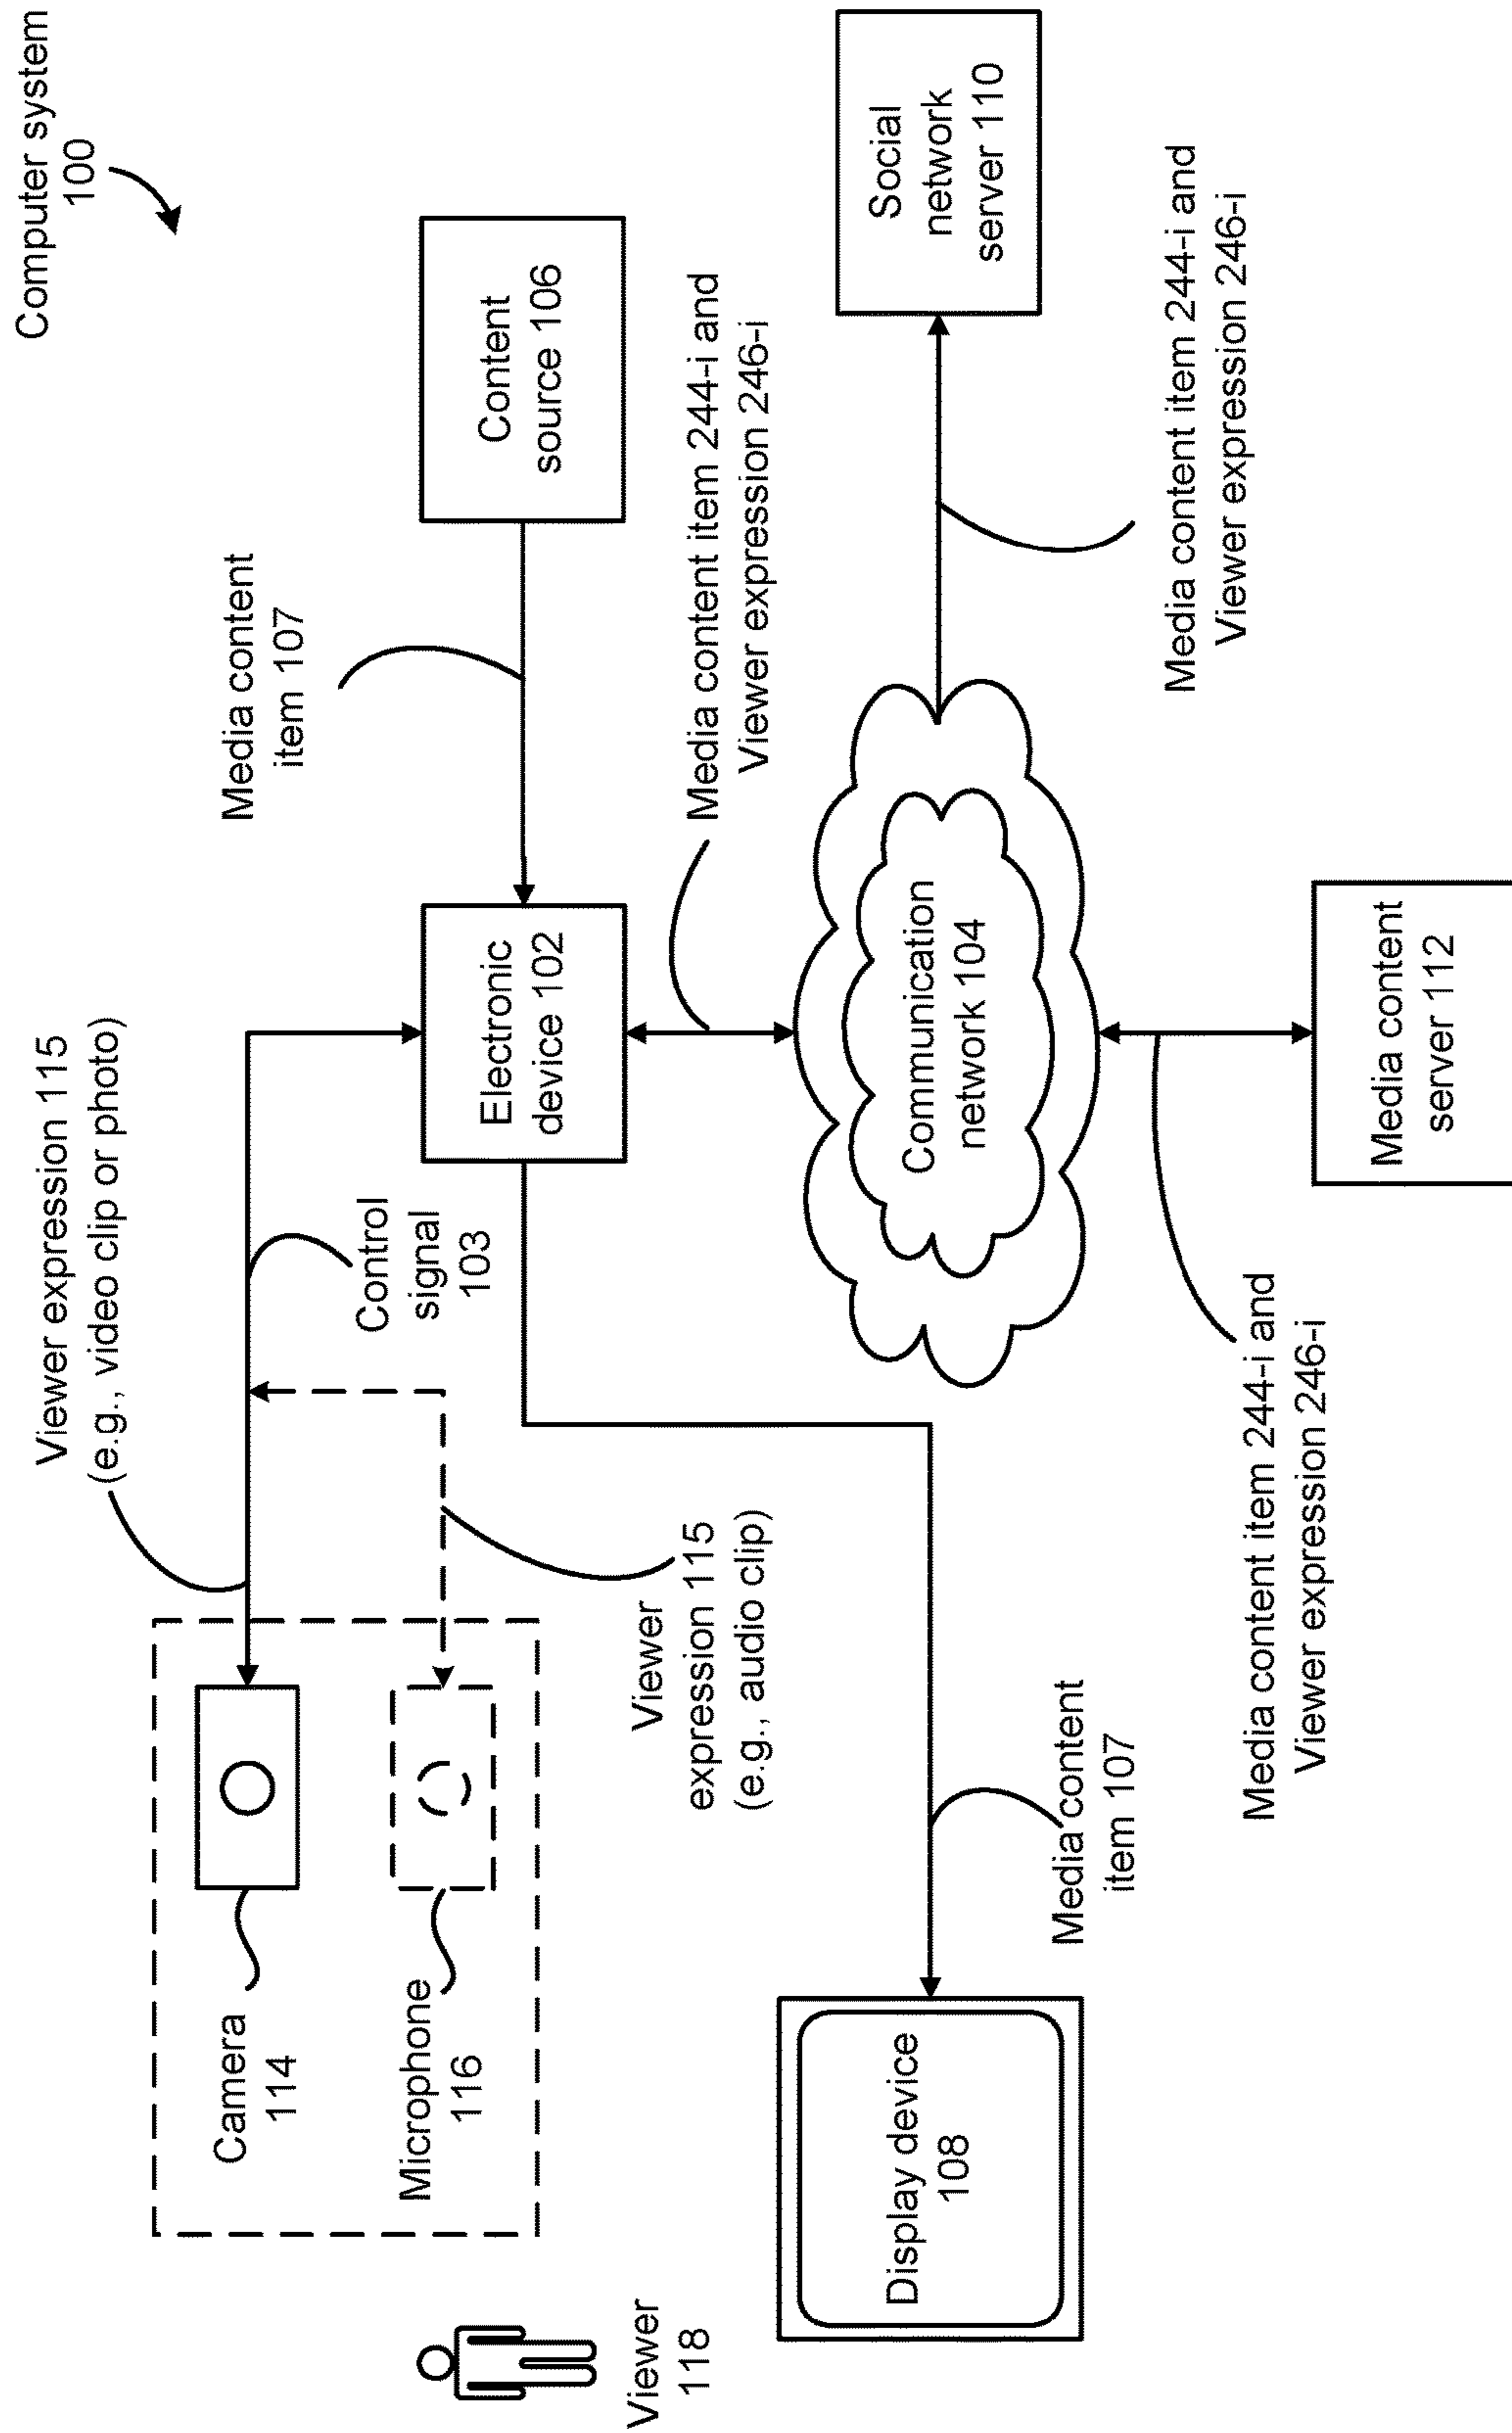 Computer system
100
Viewer expression 115
(e.g., video clip or photo)
Camera
114
Microphone
116
Viewer
118
Control
signal
103
Viewer
expression 115
(e.g., audio clip)
Media content
item 107
Content
source 106
Electronic
device 102
Media content item 244-i and
Viewer expression 246-i
Display device
108
Media content
item 107
Communication
network 104
Social
network
server 110
Media content item 244-i and
Viewer expression 246-i
Media content item 244-i and
Viewer expression 246-i
Media content
server 112